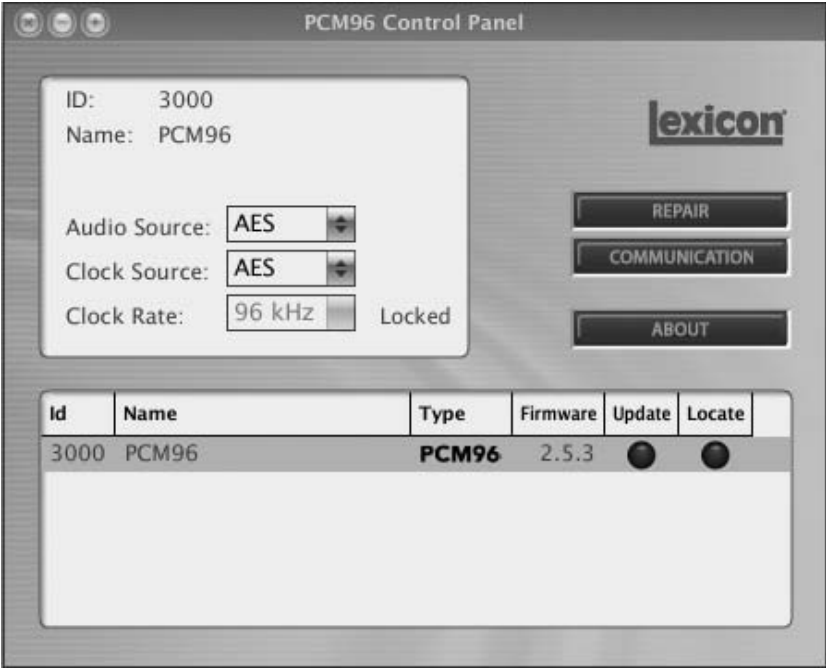 PCM96 Control Panel
ID: 3000
Name: PCM96
lexicon
Audio Source: AES
Clock Source: AES
Clock Rate: 96 kHz Locked
REPAIR
COMMUNICATION
ABOUT
Id Name Type Firmware Update Locate
3000 PCM96 PCM96 2.5.3